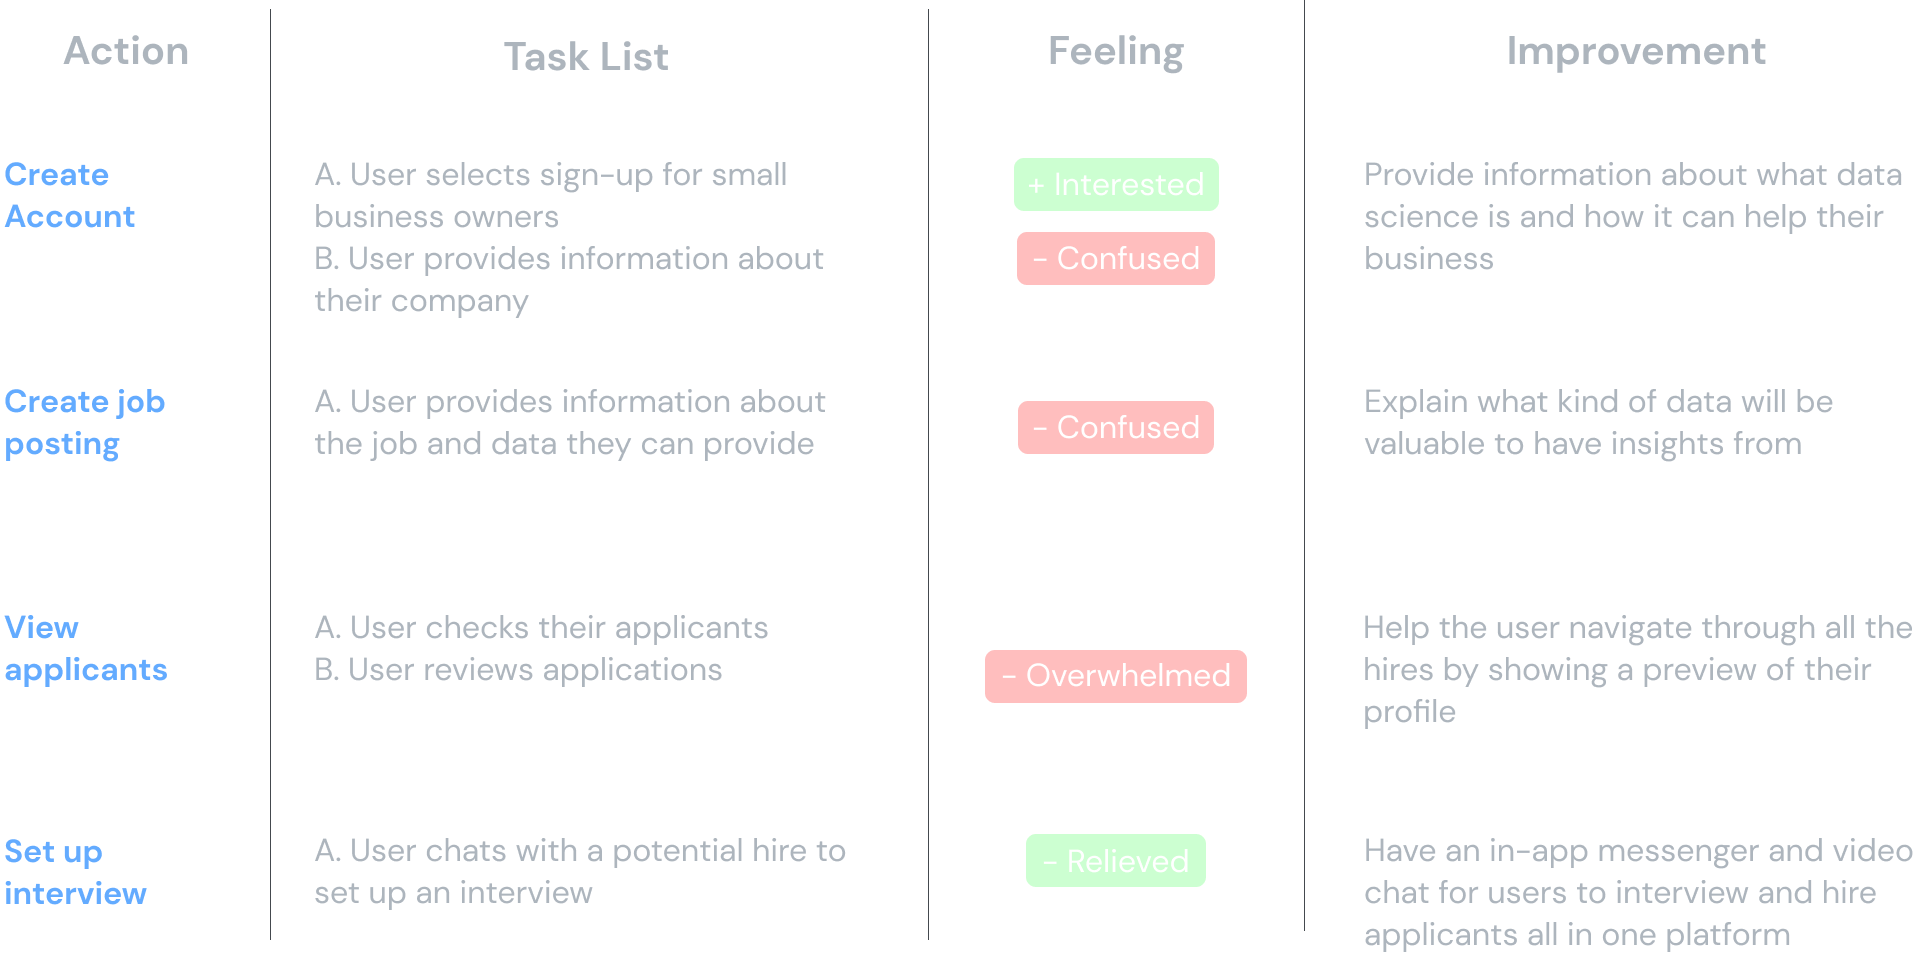 Action
Task List
Feeling
Improvement
Create
Account
A. User selects sign-up for small
business owners
B. User provides information about
their company
+ Interested
- Confused
Provide information about what data
science is and how it can help their
business
Create job
posting
A. User provides information about
the job and data they can provide
- Confused
Explain what kind of data will be
valuable to have insights from
View
applicants
A. User checks their applicants
B. User reviews applications
- Overwhelmed
Help the user navigate through all the
hires by showing a preview of their
profile
Set up
interview
A. User chats with a potential hire to
set up an interview
- Relieved
Have an in-app messenger and video
chat for users to interview and hire
applicants all in one platform